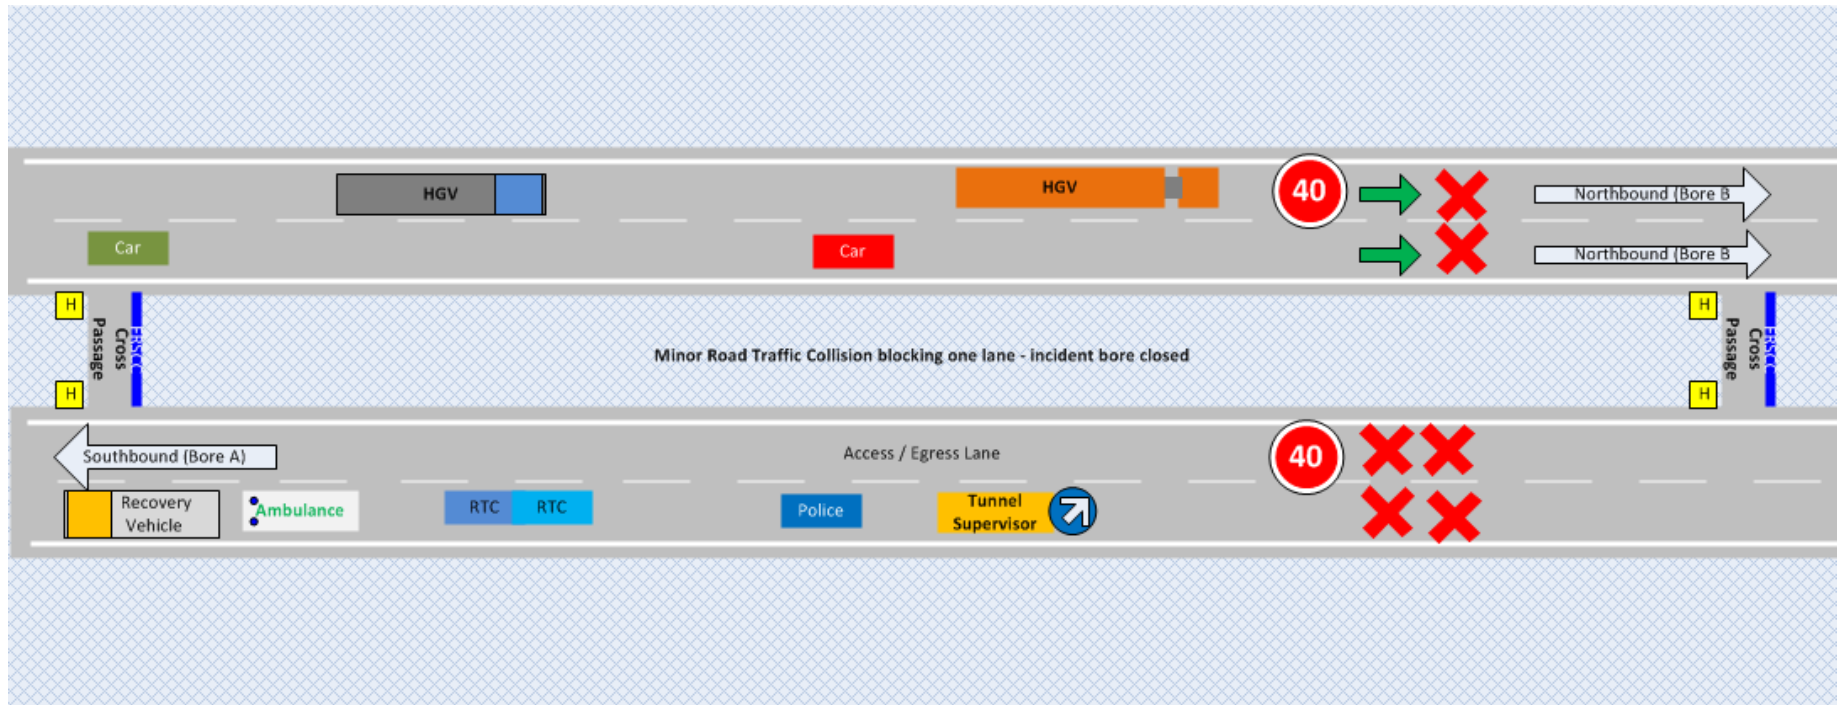 HGV
HGV
40
Northbound (Bore B
Car
Car
Northbound (Bore B
H
H
Cross
Passage
H
H
Cross
Passage
Minor Road Traffic Collision blocking one lane - incident bore closed
Southbound (Bore A)
Access / Egress Lane
40
Recovery
Vehicle
Ambulance
RTC
RTC
Police
Tunnel
Supervisor